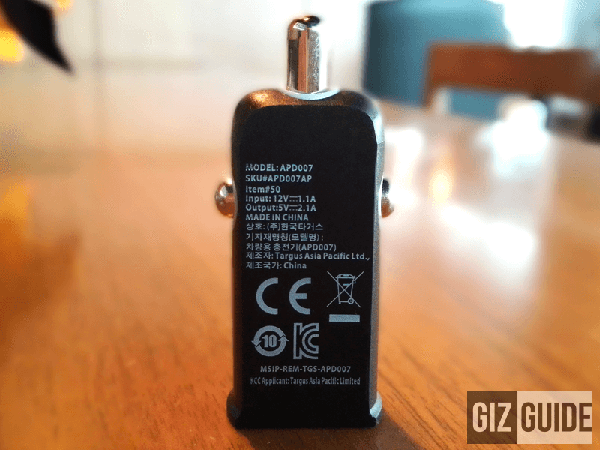 MODEL: APD007
SKU#APD007AP
Item#50
Input: 12V⎓1.1A
Output:5V⎓2.1A
MADE IN CHINA
상호: (주)한국타거스
기자재명칭(모델명) :
차량용 충전기(APD007)
제조자: Targus Asia Pacific Ltd.,
제조국가: China
CE
10
KC
MSIP-REM-TGS-APD007
KCC Applicant: Targus Asia Pacific Limited
GIZ GUIDE